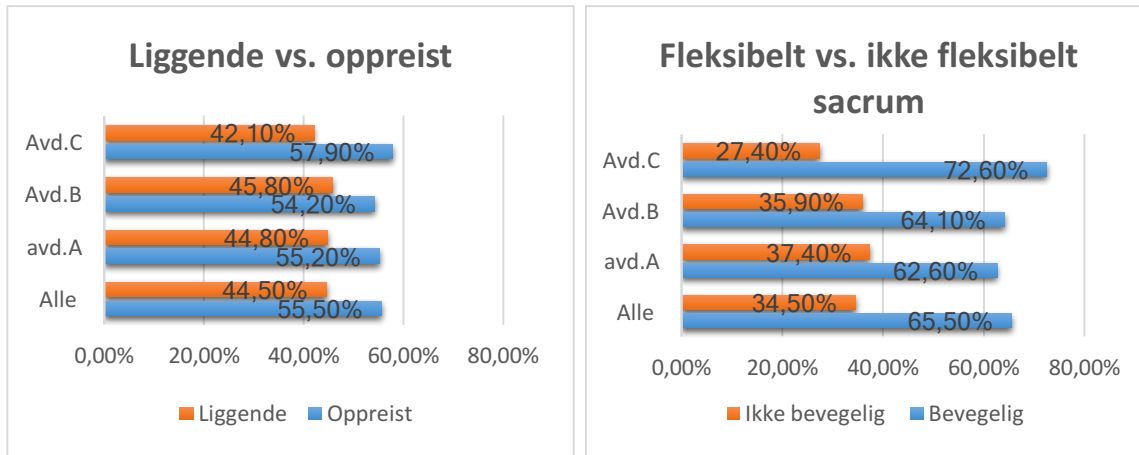 Liggende vs. oppreist
Avd.C
42,10%
57,90%
Avd.B
45,80%
54,20%
avd.A
44,80%
55,20%
Alle
44,50%
55,50%
0,00% 20,00% 40,00% 60,00% 80,00%
Liggende Oppreist
Fleksibelt vs. ikke fleksibelt
sacrum
Avd.C
27,40%
72,60%
Avd.B
35,90%
64,10%
avd.A
37,40%
62,60%
Alle
34,50%
65,50%
0,00% 20,00% 40,00% 60,00% 80,00%
Ikke bevegelig Bevegelig